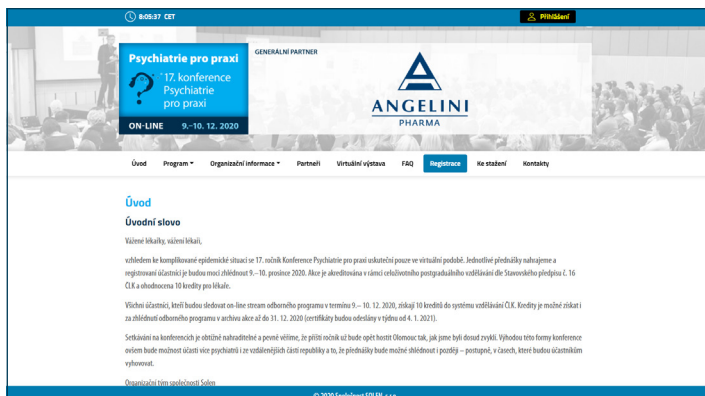 8:05:37 CET
Přihlášení
Psychiatrie pro praxi
17. konference
Psychiatrie
pro praxi
ON-LINE 9.–10. 12. 2020
GENERÁLNÍ PARTNER
ANGELINI
PHARMA
Úvod Program Organizační informace Partneři Virtuální výstava FAQ Registrace Ke stažení Kontakty
Úvod
Úvodní slovo
Vážené lékařky, vážení lékaři,
vzhledem ke komplikované epidemické situaci se 17. ročník Konference Psychiatrie pro praxi uskuteční pouze ve virtuální podobě. Jednotlivé přednášky nahrajeme a
registrovaní účastníci je budou moci zhlédnout 9.–10. prosince 2020. Akce je akreditována v rámci celoživotního postgraduálního vzdělávání dle Stavovského předpisu č. 16
ČLK a ohodnocena 10 kredity pro lékaře.
Všichni účastníci, kteří budou sledovat on-line stream odborného programu v termínu 9.– 10. 12. 2020, získají 10 kreditů do systému vzdělávání ČLK. Kredity je možné získat i
za zhlédnutí odborného programu v archivu akce až do 31. 12. 2020 (certifikáty budou odeslány v týdnu od 4. 1. 2021).
Setkávání na konferencích je obtížně nahraditelné a pevně věříme, že příští ročník už bude opět hostit Olomouc tak, jak jsme byli dosud zvyklí. Výhodou této formy konference
ovšem bude možnost účasti více psychiatrů i ze vzdálenějších částí republiky a to, že přednášky bude možné shlédnout i později – postupně, v časech, které budou účastníkům
vyhovovat.
Organizační tým společnosti Solen
© 2020 Společnost SOLEN, s.r.o.